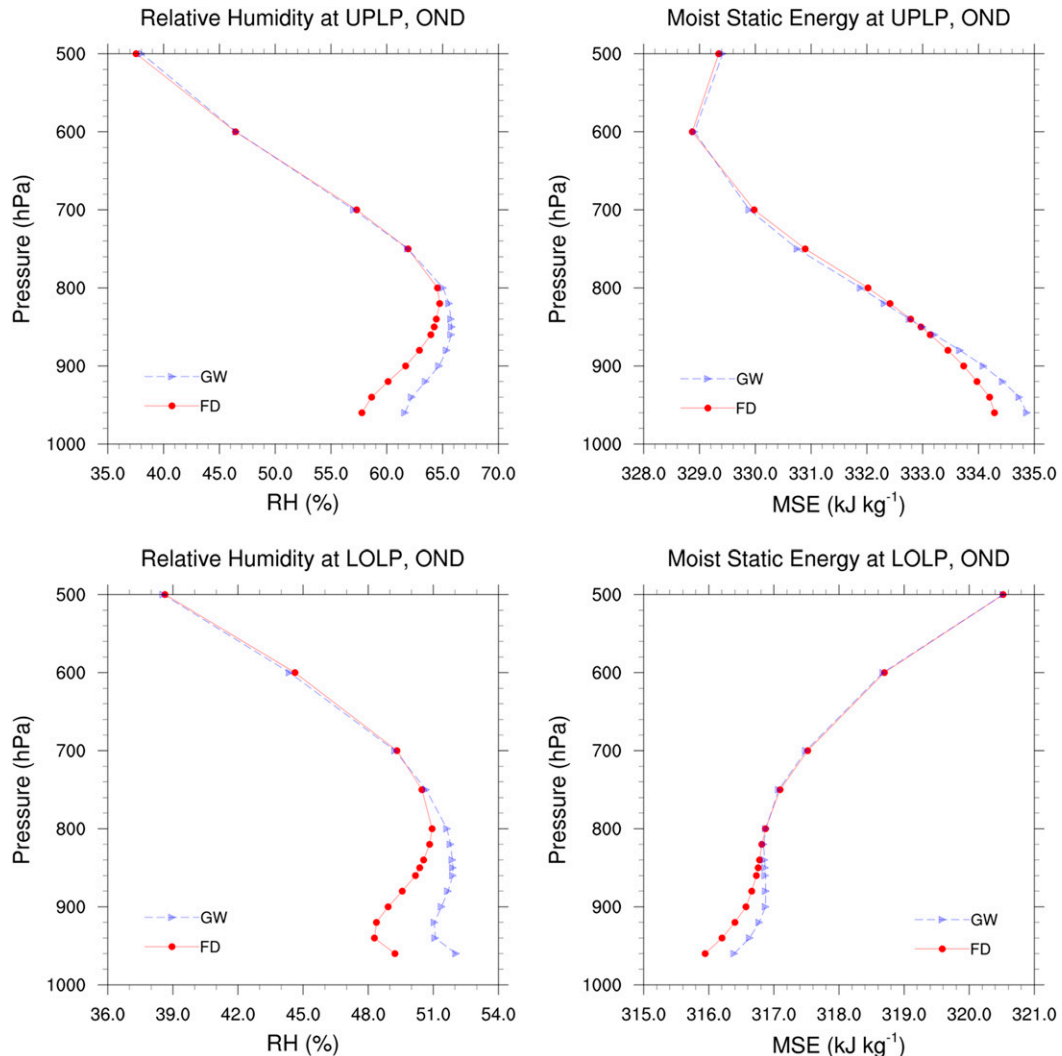 Relative Humidity at UPLP, OND
500
600
700
800
900
1000
Pressure (hPa)
GW
FD
35.0 40.0 45.0 50.0 55.0 60.0 65.0 70.0
RH (%)
Moist Static Energy at UPLP, OND
500
600
700
800
900
1000
Pressure (hPa)
GW
FD
328.0 329.0 330.0 331.0 332.0 333.0 334.0 335.0
MSE (kJ kg⁻¹)
Relative Humidity at LOLP, OND
500
600
700
800
900
1000
Pressure (hPa)
GW
FD
36.0 39.0 42.0 45.0 48.0 51.0 54.0
RH (%)
Moist Static Energy at LOLP, OND
500
600
700
800
900
1000
Pressure (hPa)
GW
FD
315.0 316.0 317.0 318.0 319.0 320.0 321.0
MSE (kJ kg⁻¹)